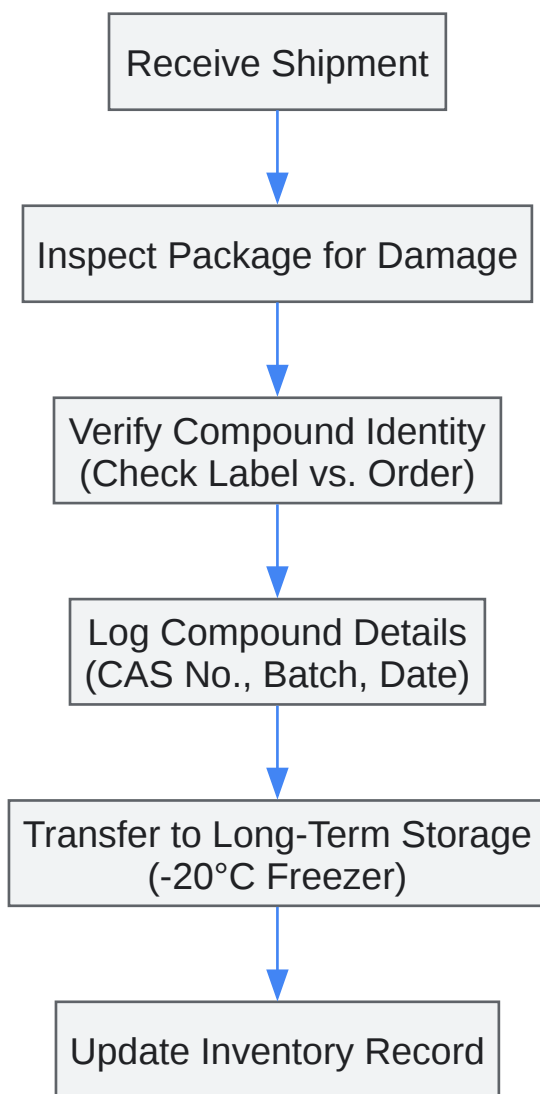 Receive Shipment
Inspect Package for Damage
Verify Compound Identity
(Check Label vs. Order)
Log Compound Details
(CAS No., Batch, Date)
Transfer to Long-Term Storage
(-20°C Freezer)
Update Inventory Record